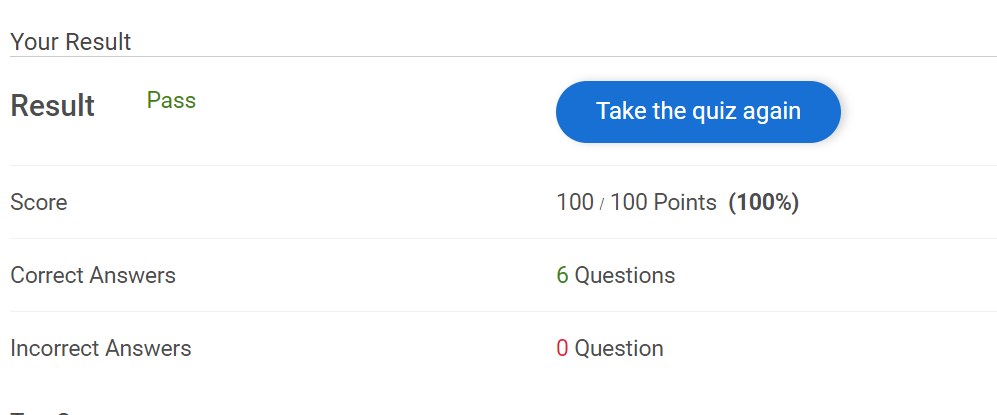 Your Result
Result Pass Take the quiz again
Score 100 / 100 Points (100%)
Correct Answers 6 Questions
Incorrect Answers 0 Question